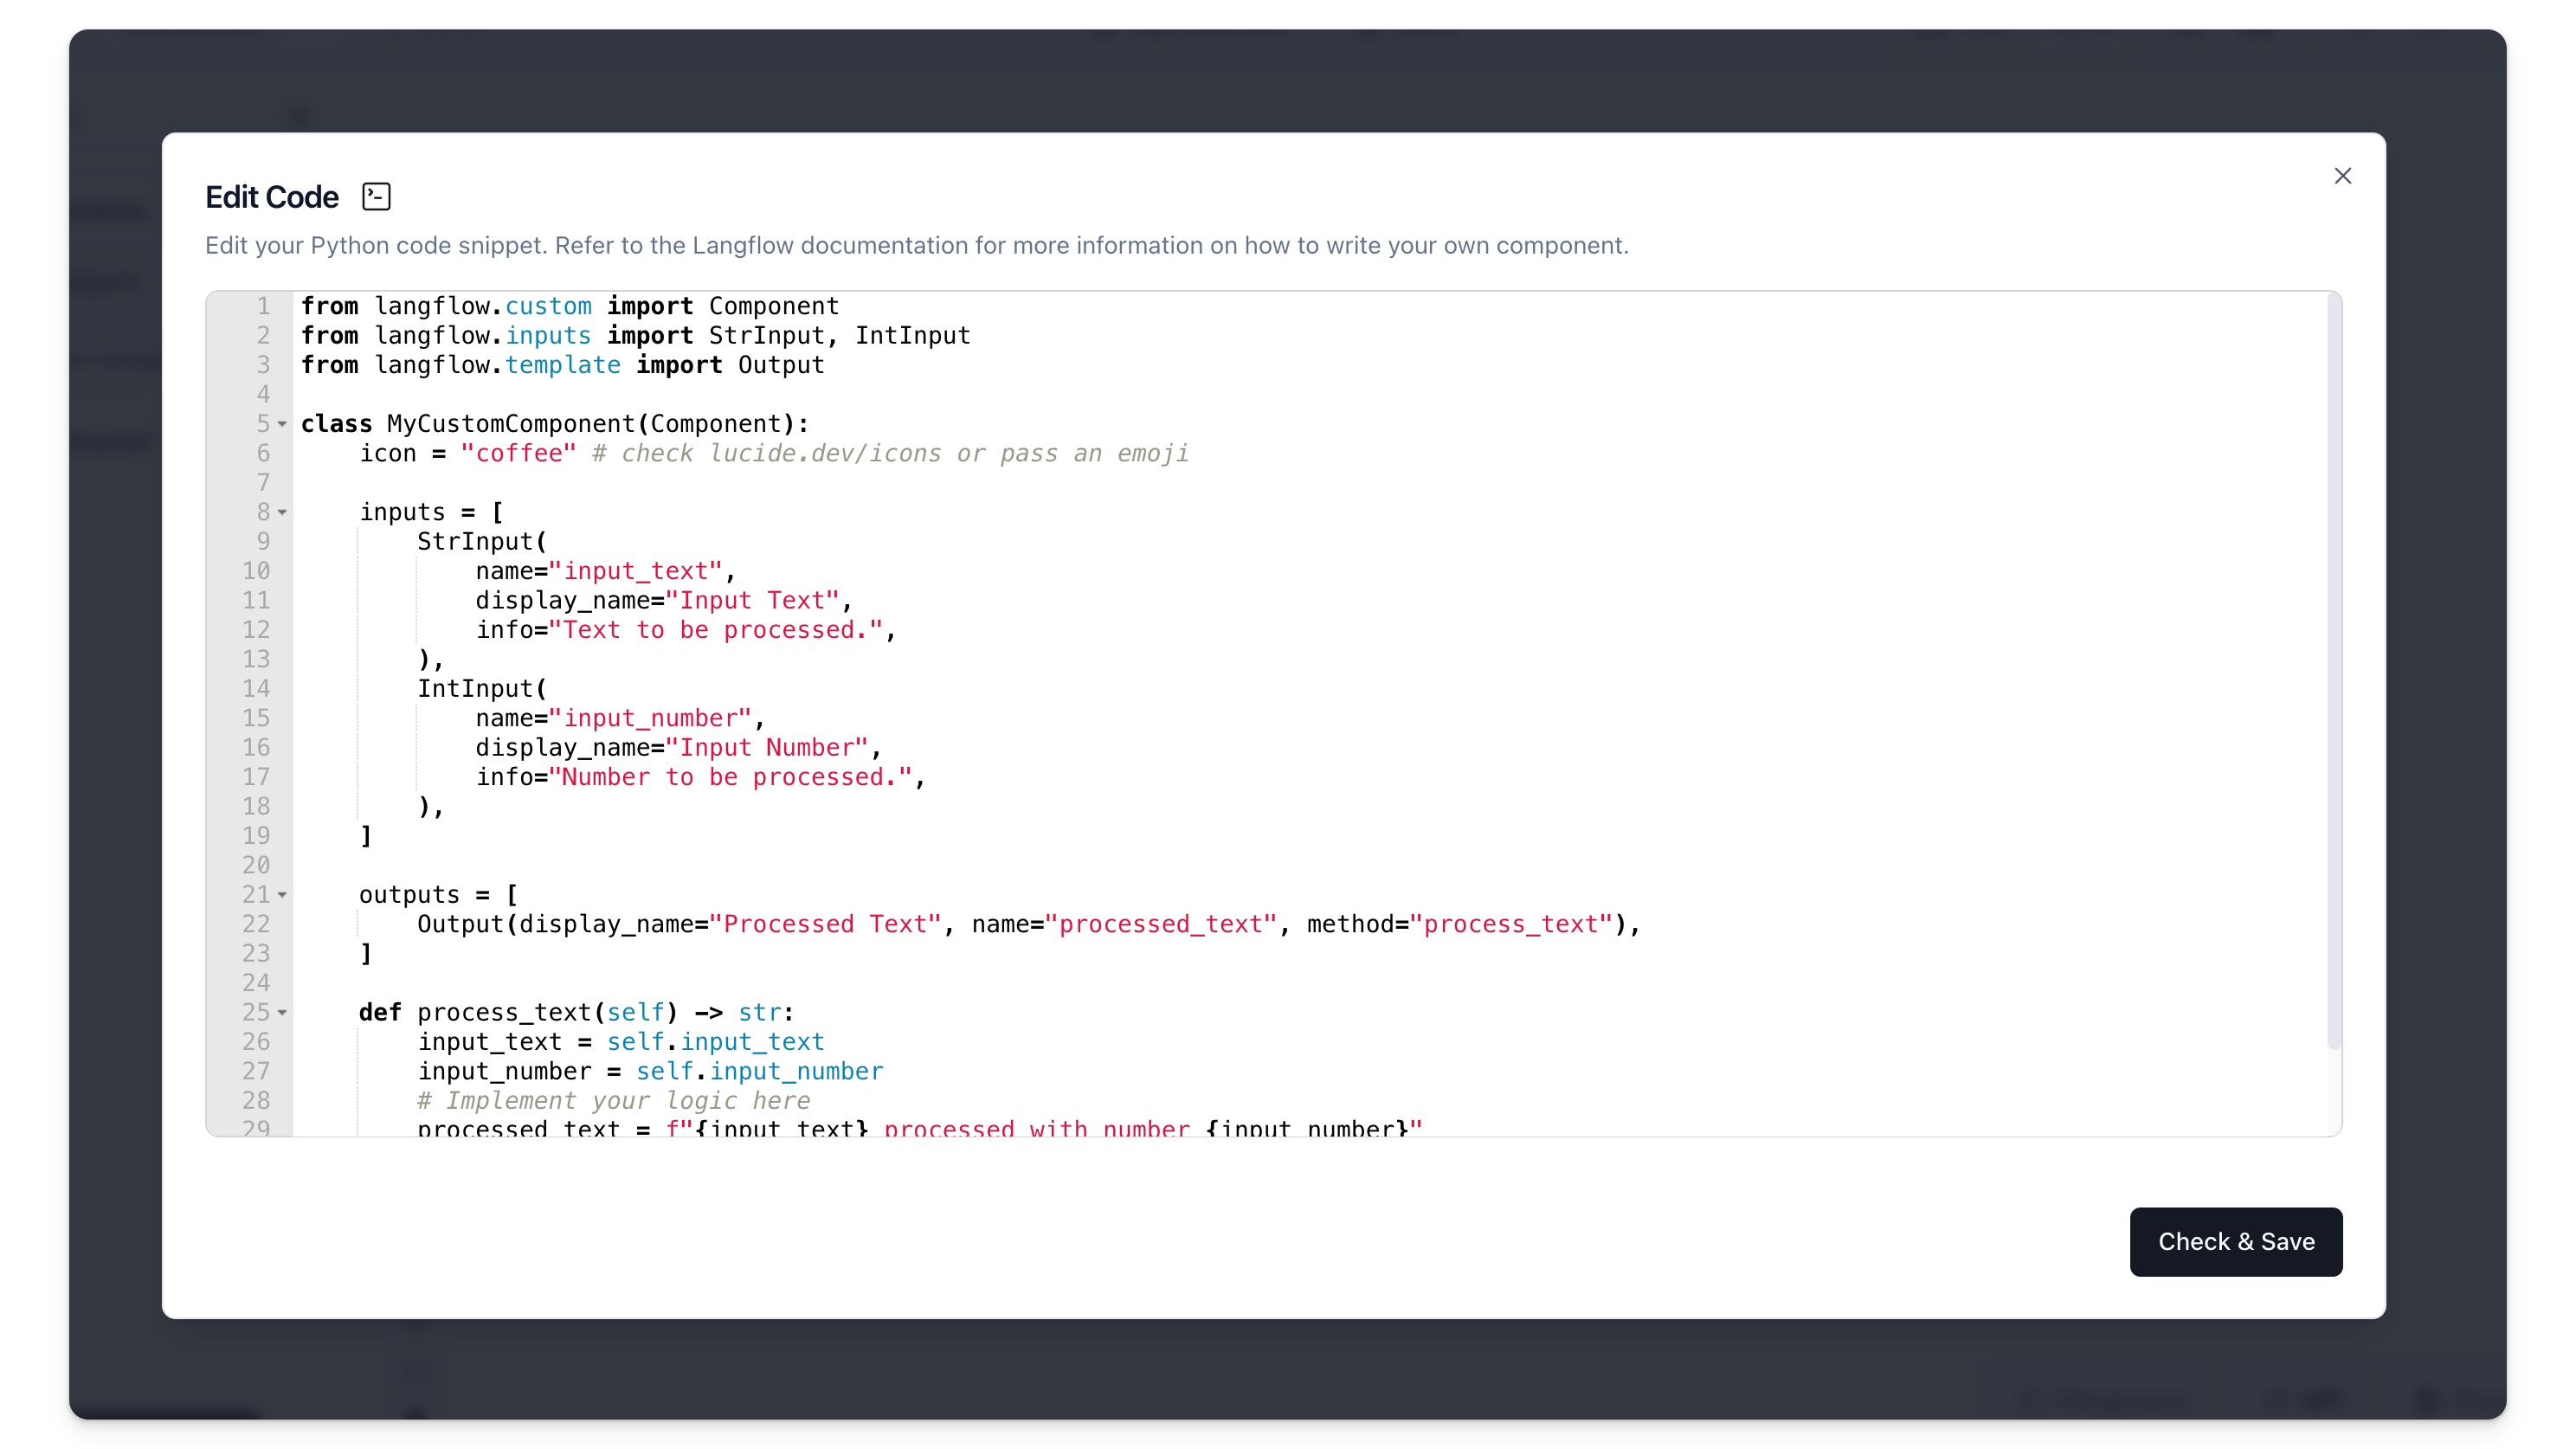 Edit Code
Edit your Python code snippet. Refer to the Langflow documentation for more information on how to write your own component.
1 from langflow.custom import Component
2 from langflow.inputs import StrInput, IntInput
3 from langflow.template import Output
4
5 class MyCustomComponent(Component):
6     icon = "coffee" # check lucide.dev/icons or pass an emoji
7
8     inputs = [
9         StrInput(
10             name="input_text",
11             display_name="Input Text",
12             info="Text to be processed.",
13         ),
14         IntInput(
15             name="input_number",
16             display_name="Input Number",
17             info="Number to be processed.",
18         ),
19     ]
20
21     outputs = [
22         Output(display_name="Processed Text", name="processed_text", method="process_text"),
23     ]
24
25     def process_text(self) -> str:
26         input_text = self.input_text
27         input_number = self.input_number
28         # Implement your logic here
29         processed_text = f"{input_text} processed with number {input_number}"
Check & Save